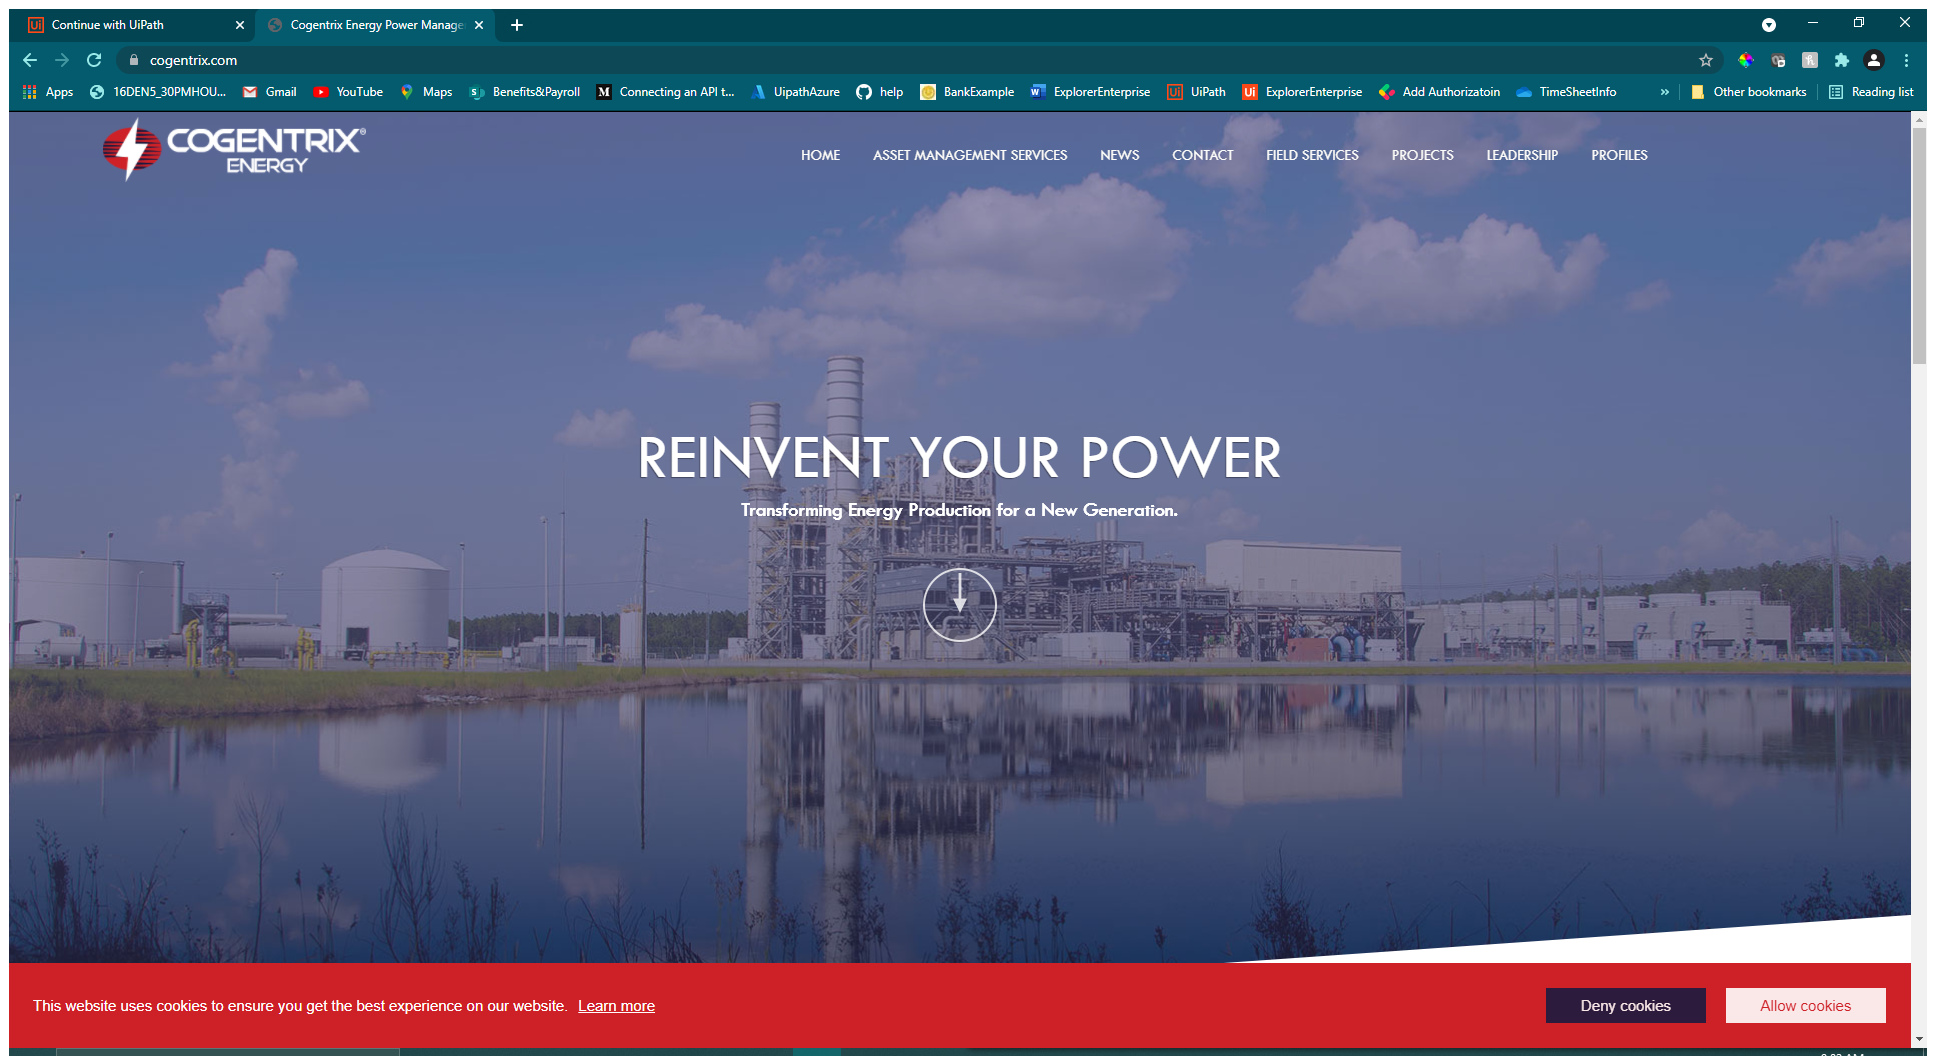 Continue with UiPath
Cogentrix Energy Power Manage
cogentrix.com
Apps
16DEN5_30PMHOU...
Gmail
YouTube
Maps
Benefits&Payroll
Connecting an API t...
UipathAzure
help
BankExample
ExplorerEnterprise
UiPath
ExplorerEnterprise
Add Authorizatoin
TimeSheetInfo
»
Other bookmarks
Reading list
COGENTRIX®
ENERGY
HOME ASSET MANAGEMENT SERVICES NEWS CONTACT FIELD SERVICES PROJECTS LEADERSHIP PROFILES
REINVENT YOUR POWER
Transforming Energy Production for a New Generation.
This website uses cookies to ensure you get the best experience on our website. Learn more
Deny cookies
Allow cookies